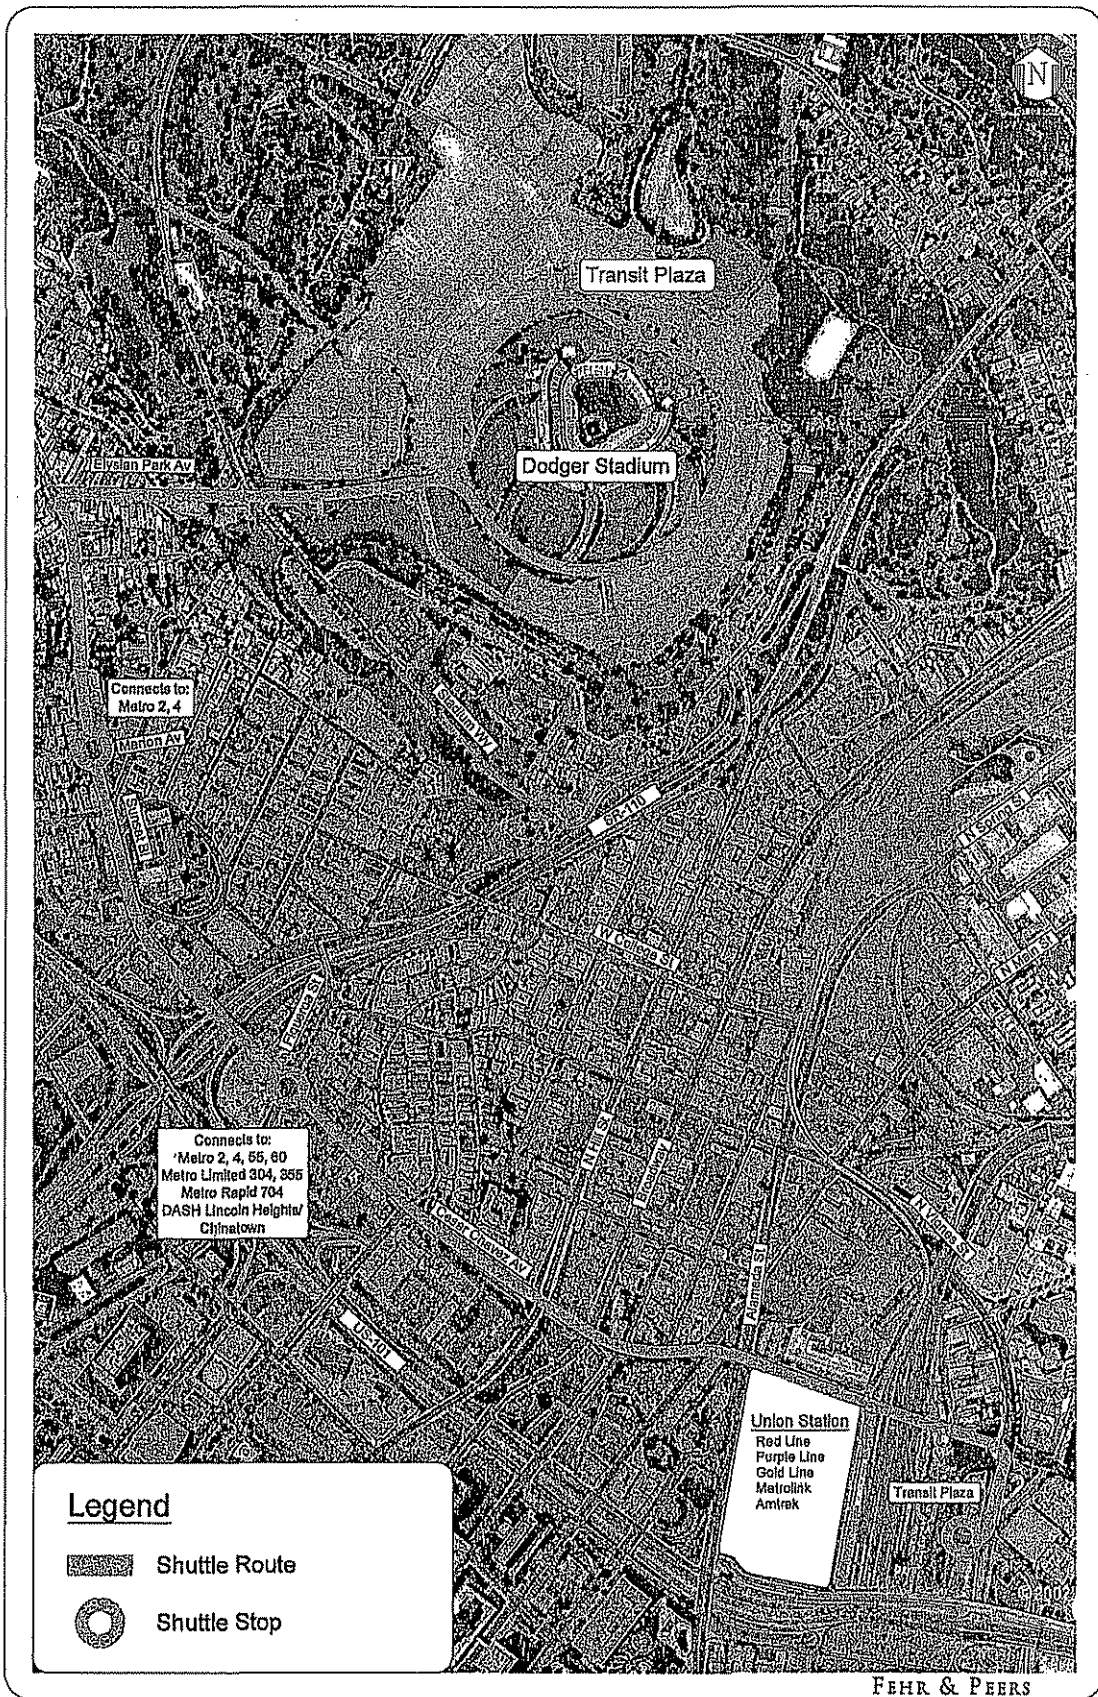 N
Transit Plaza
Dodger Stadium
Elysian Park Av
Connects to:
Metro 2, 4
Marion Av
Sunset Bl
SR-110
N Spring St
N Main St
W College St
Figueroa St
Connects to:
Metro 2, 4, 55, 60
Metro Limited 304, 355
Metro Rapid 704
DASH Lincoln Heights/
Chinatown
N Hill St
Broadway
N Vignes St
Cesar Chavez Av
Alameda St
US-101
Union Station
Red Line
Purple Line
Gold Line
Metrolink
Amtrak
Transit Plaza
Legend
Shuttle Route
Shuttle Stop
FEHR & PEERS